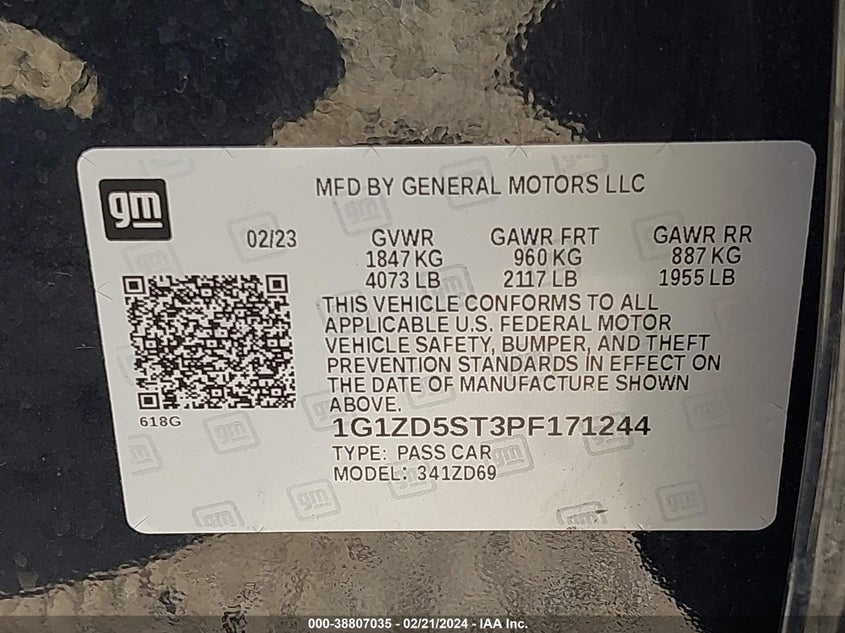 gm
MFD BY GENERAL MOTORS LLC
02/23
GVWR GAWR FRT GAWR RR
1847 KG 960 KG 887 KG
4073 LB 2117 LB 1955 LB
THIS VEHICLE CONFORMS TO ALL
APPLICABLE U.S. FEDERAL MOTOR
VEHICLE SAFETY, BUMPER, AND THEFT
PREVENTION STANDARDS IN EFFECT ON
THE DATE OF MANUFACTURE SHOWN
ABOVE.
618G
1G1ZD5ST3PF171244
TYPE: PASS CAR
MODEL: 341ZD69
000-38807035 - 02/21/2024 - IAA Inc.